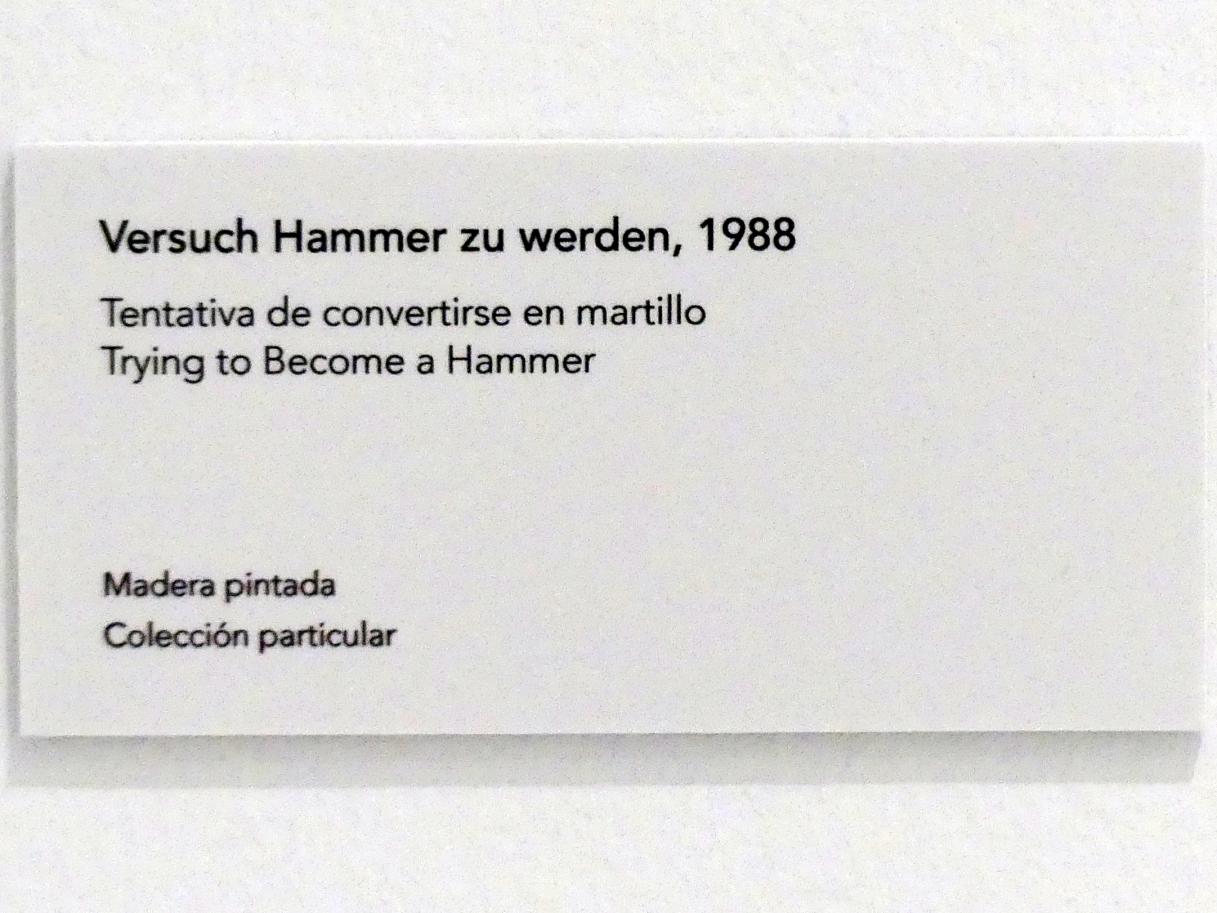 Versuch Hammer zu werden, 1988
Tentativa de convertirse en martillo
Trying to Become a Hammer
Madera pintada
Colección particular